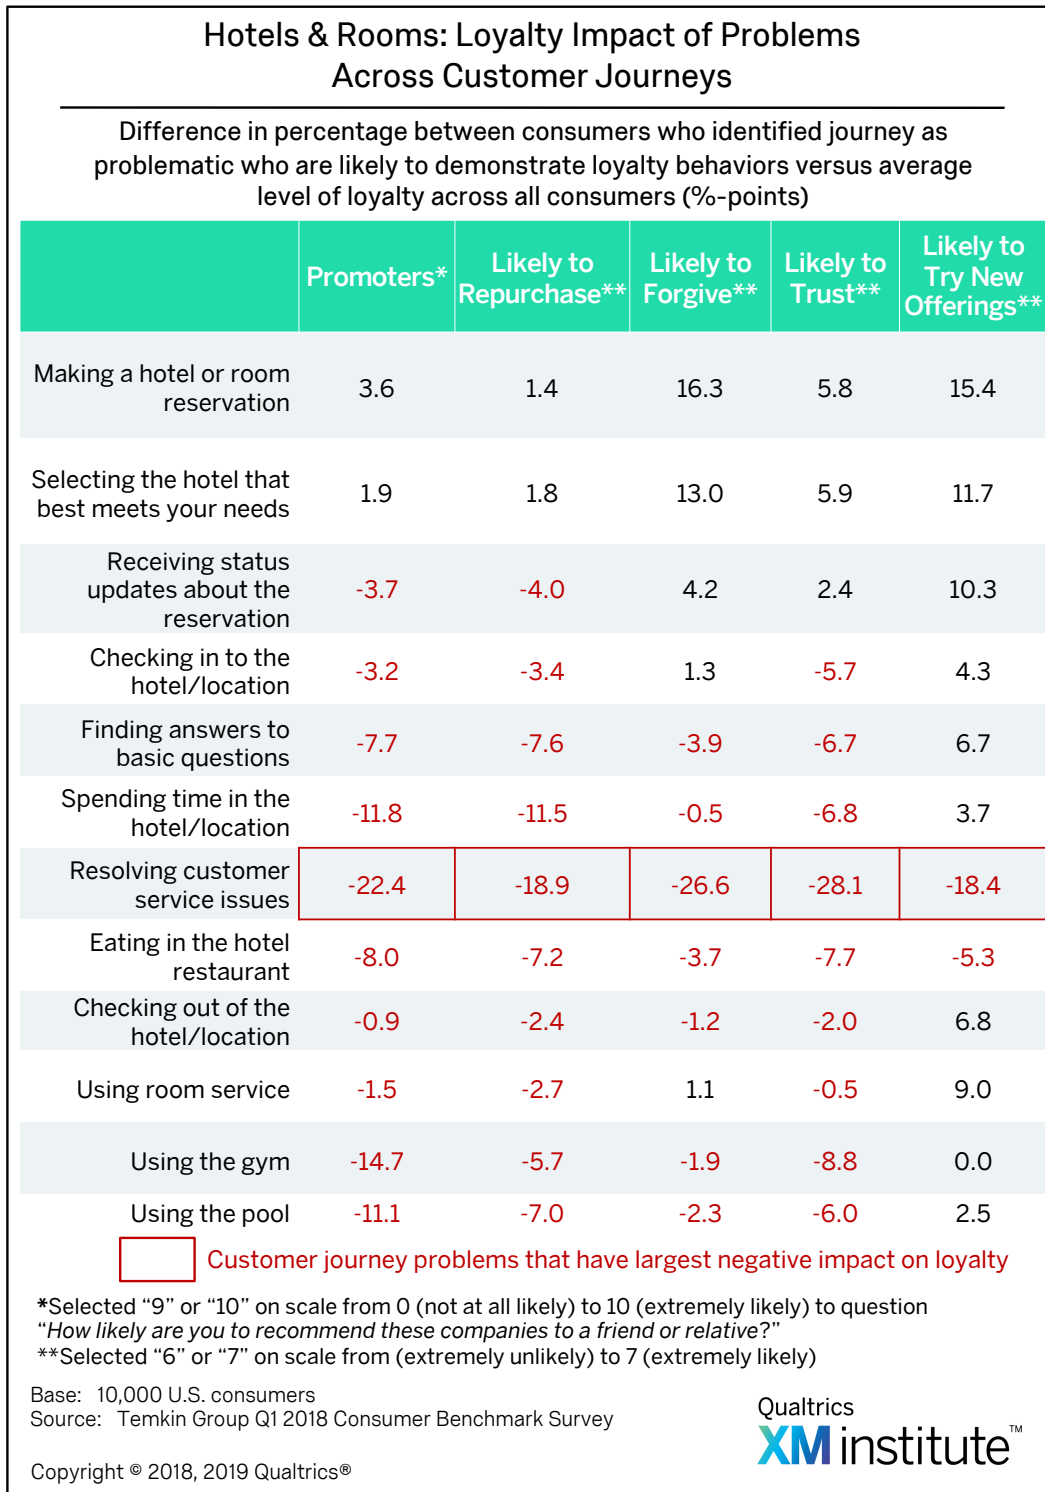 Hotels & Rooms: Loyalty Impact of Problems
Across Customer Journeys
Difference in percentage between consumers who identified journey as
problematic who are likely to demonstrate loyalty behaviors versus average
level of loyalty across all consumers (%-points)
Promoters*
Likely to
Repurchase**
Likely to
Forgive**
Likely to
Trust**
Likely to
Try New
Offerings**
Making a hotel or room
reservation
3.6 1.4 16.3 5.8 15.4
Selecting the hotel that
best meets your needs
1.9 1.8 13.0 5.9 11.7
Receiving status
updates about the
reservation
-3.7 -4.0 4.2 2.4 10.3
Checking in to the
hotel/location
-3.2 -3.4 1.3 -5.7 4.3
Finding answers to
basic questions
-7.7 -7.6 -3.9 -6.7 6.7
Spending time in the
hotel/location
-11.8 -11.5 -0.5 -6.8 3.7
Resolving customer
service issues
-22.4 -18.9 -26.6 -28.1 -18.4
Eating in the hotel
restaurant
-8.0 -7.2 -3.7 -7.7 -5.3
Checking out of the
hotel/location
-0.9 -2.4 -1.2 -2.0 6.8
Using room service -1.5 -2.7 1.1 -0.5 9.0
Using the gym -14.7 -5.7 -1.9 -8.8 0.0
Using the pool -11.1 -7.0 -2.3 -6.0 2.5
Customer journey problems that have largest negative impact on loyalty
*Selected “9” or “10” on scale from 0 (not at all likely) to 10 (extremely likely) to question
“How likely are you to recommend these companies to a friend or relative?”
**Selected “6” or “7” on scale from (extremely unlikely) to 7 (extremely likely)
Base: 10,000 U.S. consumers
Source: Temkin Group Q1 2018 Consumer Benchmark Survey
Copyright © 2018, 2019 Qualtrics®
Qualtrics
XM institute™